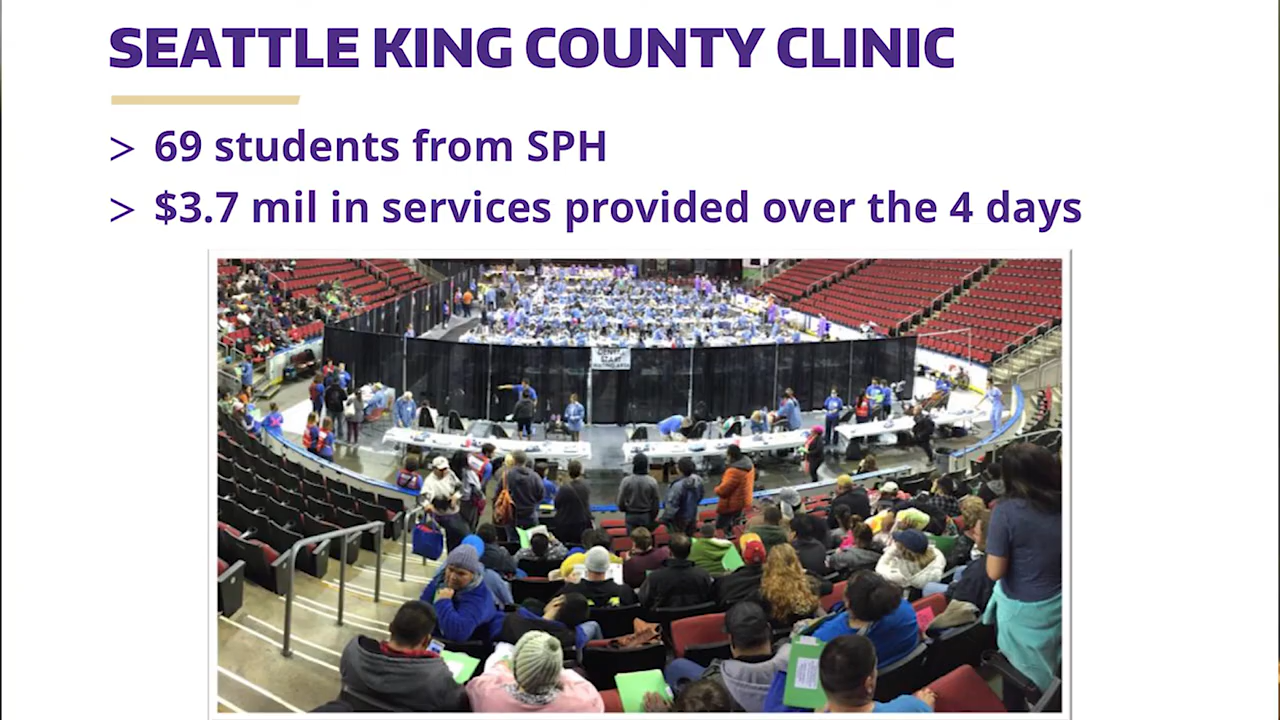 SEATTLE KING COUNTY CLINIC
> 69 students from SPH
> $3.7 mil in services provided over the 4 days